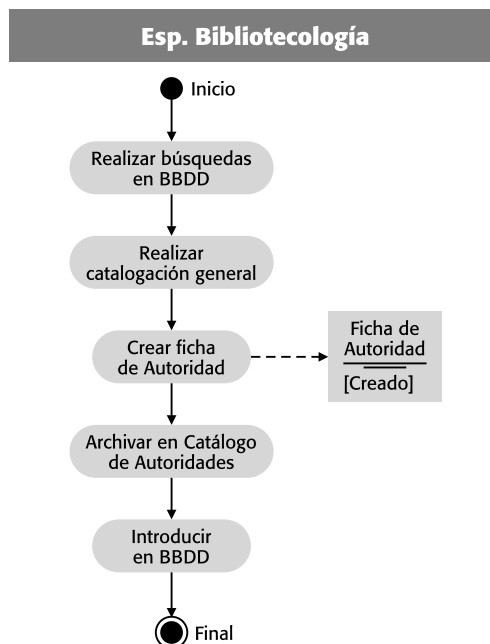 Esp. Bibliotecología
Inicio
Realizar búsquedas
en BBDD
Realizar
catalogación general
Crear ficha
de Autoridad
Ficha de
Autoridad
[Creado]
Archivar en Catálogo
de Autoridades
Introducir
en BBDD
Final